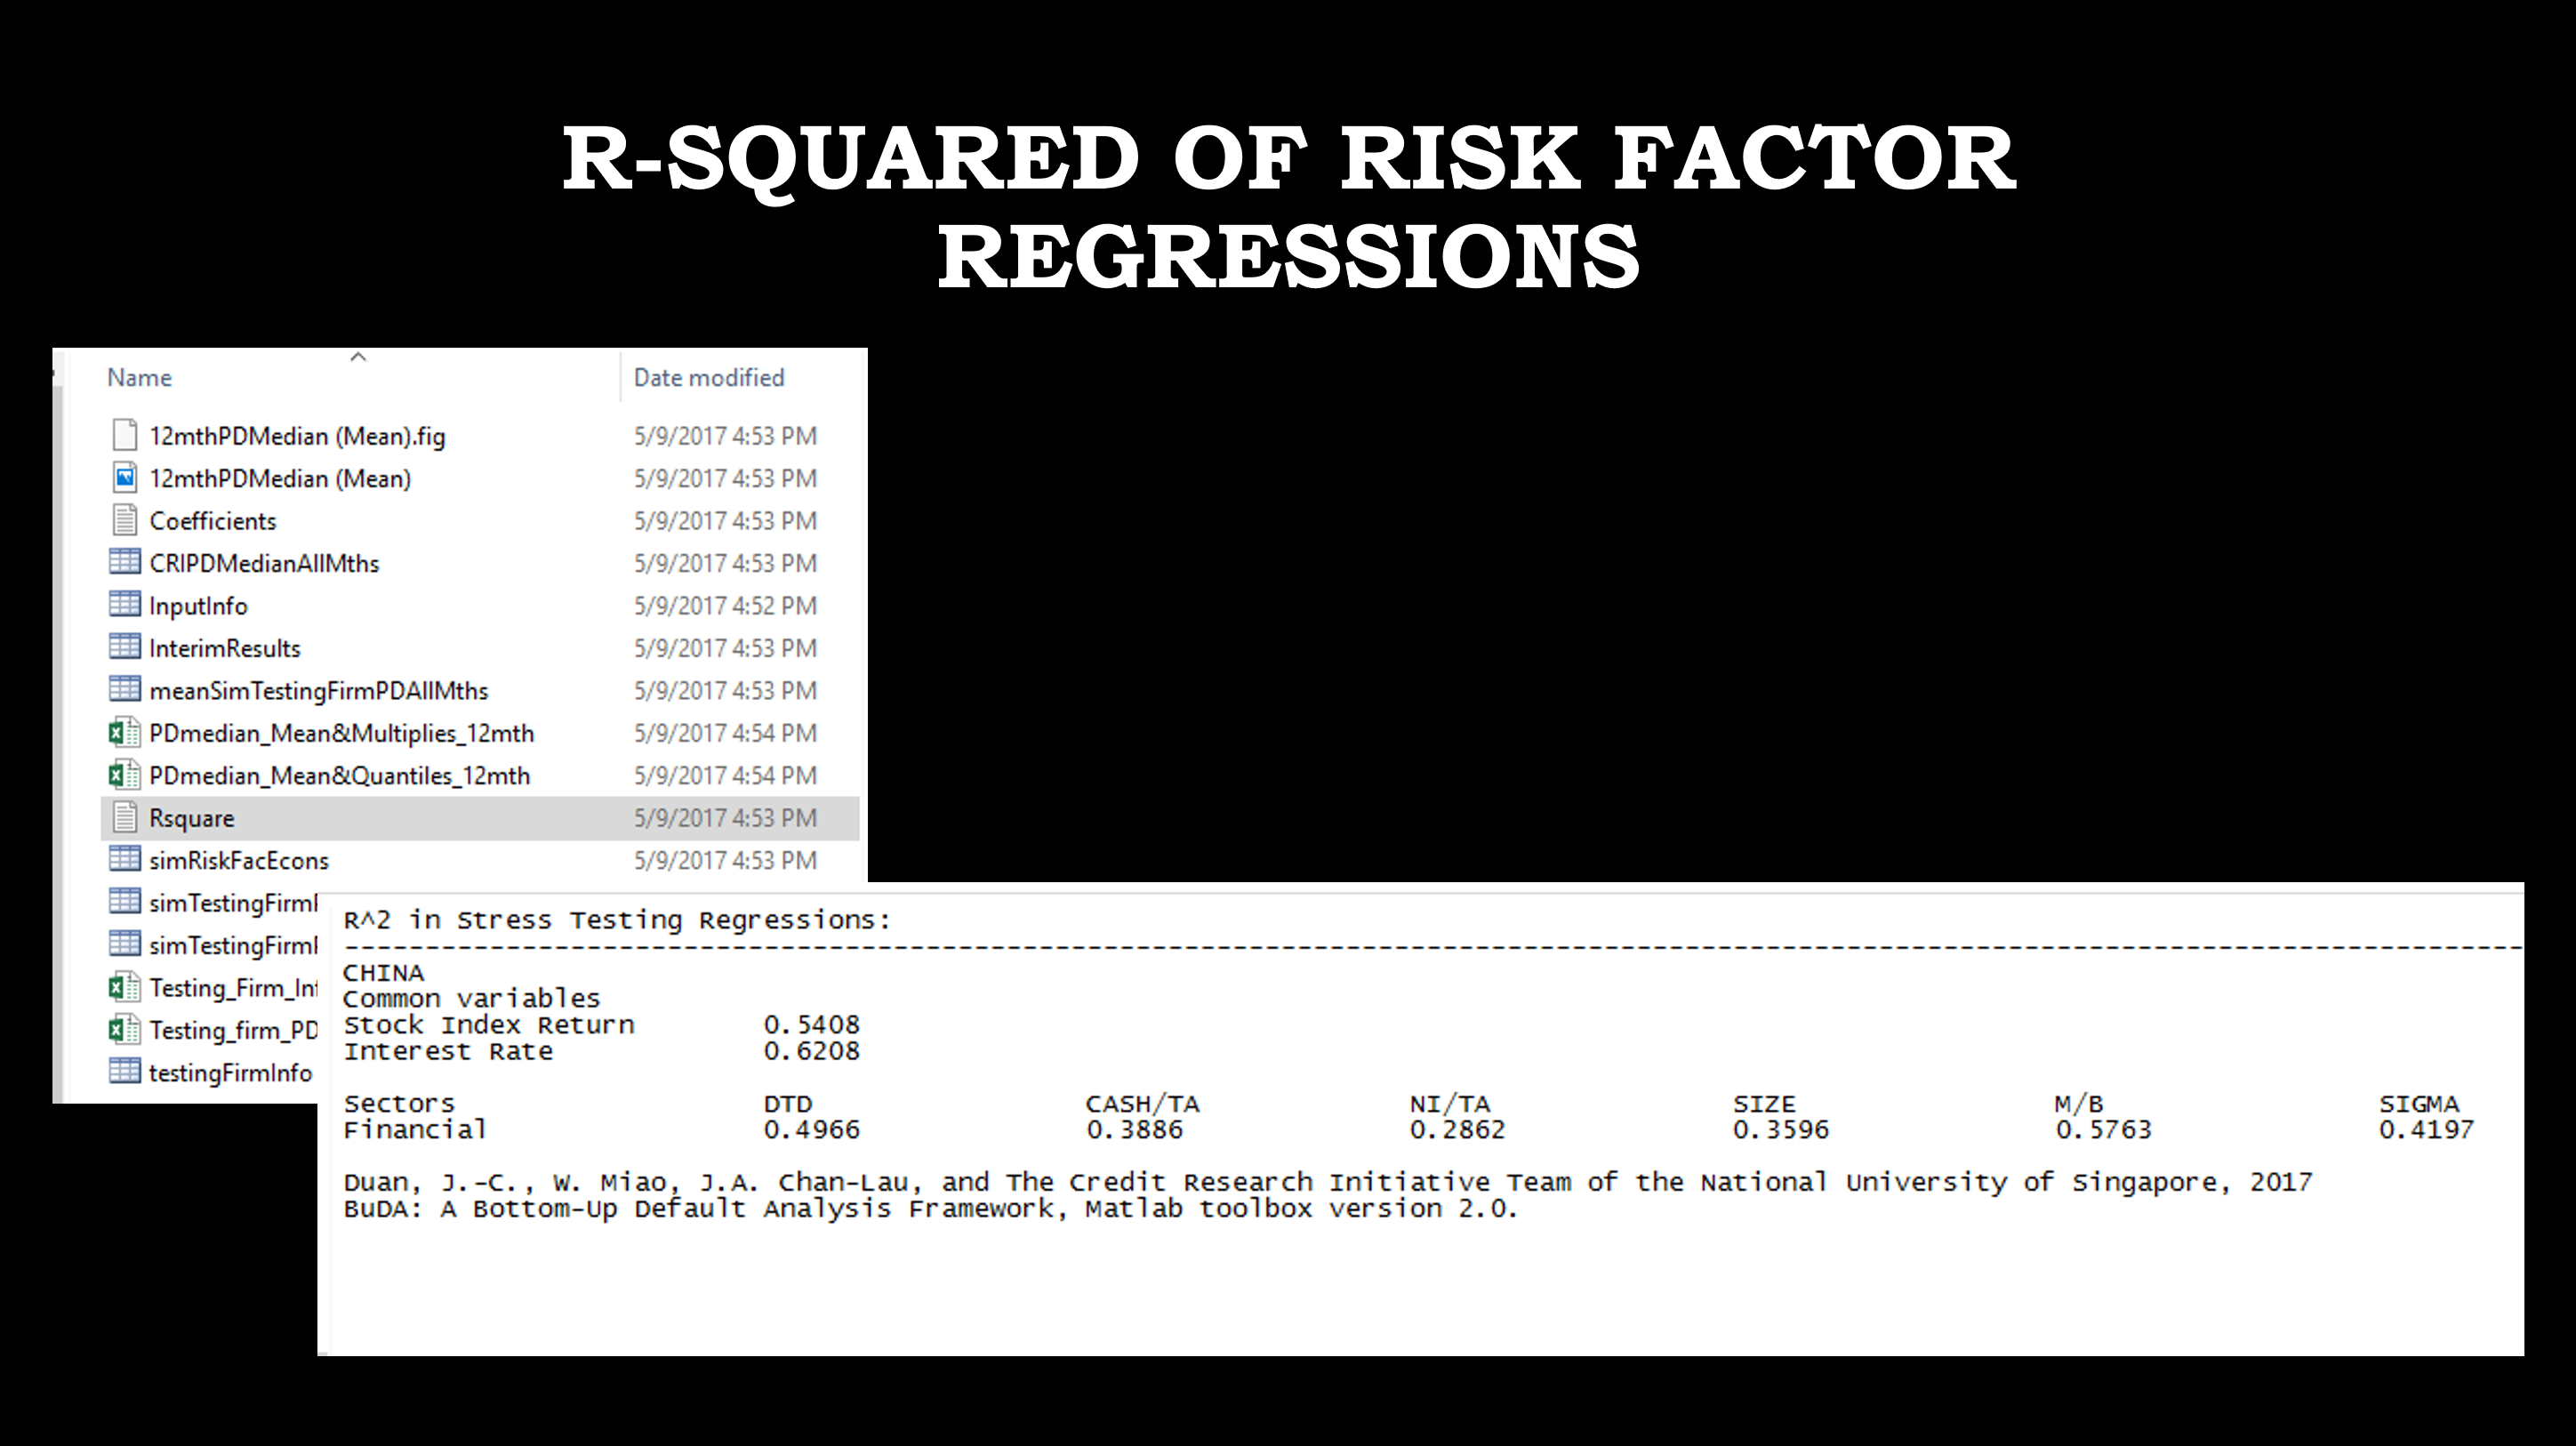 R-SQUARED OF RISK FACTOR
REGRESSIONS
Name Date modified
12mthPDMedian (Mean).fig 5/9/2017 4:53 PM
12mthPDMedian (Mean) 5/9/2017 4:53 PM
Coefficients 5/9/2017 4:53 PM
CRIPDMedianAllMths 5/9/2017 4:53 PM
InputInfo 5/9/2017 4:52 PM
InterimResults 5/9/2017 4:53 PM
meanSimTestingFirmPDAllMths 5/9/2017 4:53 PM
PDmedian_Mean&Multiplies_12mth 5/9/2017 4:54 PM
PDmedian_Mean&Quantiles_12mth 5/9/2017 4:54 PM
Rsquare 5/9/2017 4:53 PM
simRiskFacEcons 5/9/2017 4:53 PM
simTestingFirm
simTestingFirm
Testing_Firm_Inf
Testing_firm_PD
testingFirmInfo
R^2 in Stress Testing Regressions:
CHINA
Common variables
Stock Index Return 0.5408
Interest Rate 0.6208
Sectors DTD CASH/TA NI/TA SIZE M/B SIGMA
Financial 0.4966 0.3886 0.2862 0.3596 0.5763 0.4197
Duan, J.-C., W. Miao, J.A. Chan-Lau, and The Credit Research Initiative Team of the National University of Singapore, 2017
BuDA: A Bottom-Up Default Analysis Framework, Matlab toolbox version 2.0.